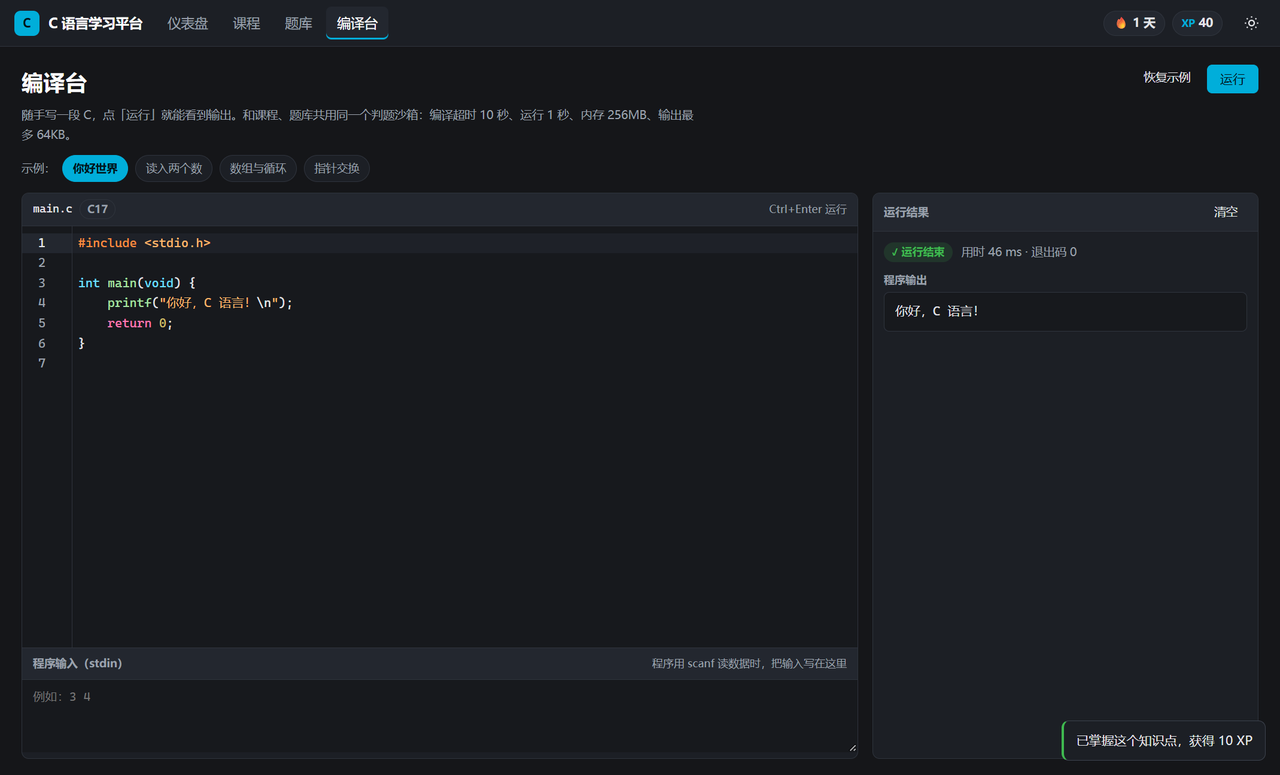 C C 语言学习平台 仪表盘 课程 题库 编译台 🔥 1 天 XP 40
编译台
恢复示例 运行
随手写一段 C，点「运行」就能看到输出。和课程、题库共用同一个判题沙箱：编译超时 10 秒、运行 1 秒、内存 256MB、输出最
多 64KB。
示例： 你好世界 读入两个数 数组与循环 指针交换
main.c C17 Ctrl+Enter 运行
1 #include <stdio.h>
2
3 int main(void) {
4     printf("你好，C 语言！\n");
5     return 0;
6 }
7
程序输入（stdin） 程序用 scanf 读数据时，把输入写在这里
例如：3 4
运行结果 清空
✓ 运行结束 用时 46 ms · 退出码 0
程序输出
你好，C 语言！
已掌握这个知识点，获得 10 XP